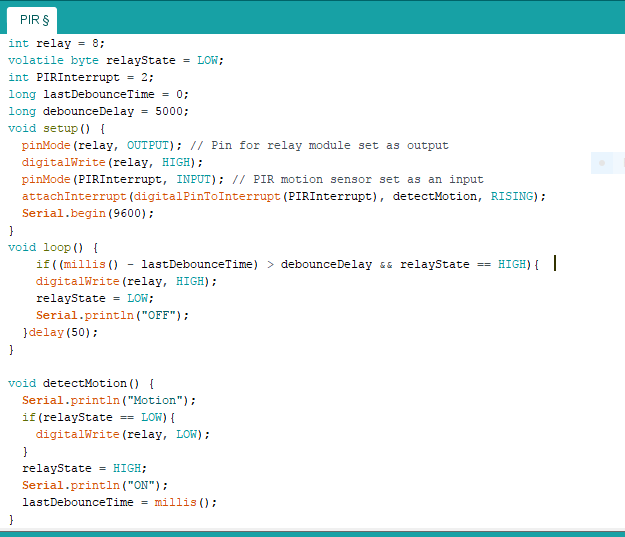 PIR §
int relay = 8;
volatile byte relayState = LOW;
int PIRInterrupt = 2;
long lastDebounceTime = 0;
long debounceDelay = 5000;
void setup() {
  pinMode(relay, OUTPUT); // Pin for relay module set as output
  digitalWrite(relay, HIGH);
  pinMode(PIRInterrupt, INPUT); // PIR motion sensor set as an input
  attachInterrupt(digitalPinToInterrupt(PIRInterrupt), detectMotion, RISING);
  Serial.begin(9600);
}
void loop() {
    if((millis() - lastDebounceTime) > debounceDelay && relayState == HIGH){
    digitalWrite(relay, HIGH);
    relayState = LOW;
    Serial.println("OFF");
  }delay(50);
}

void detectMotion() {
  Serial.println("Motion");
  if(relayState == LOW){
    digitalWrite(relay, LOW);
  }
  relayState = HIGH;
  Serial.println("ON");
  lastDebounceTime = millis();
}